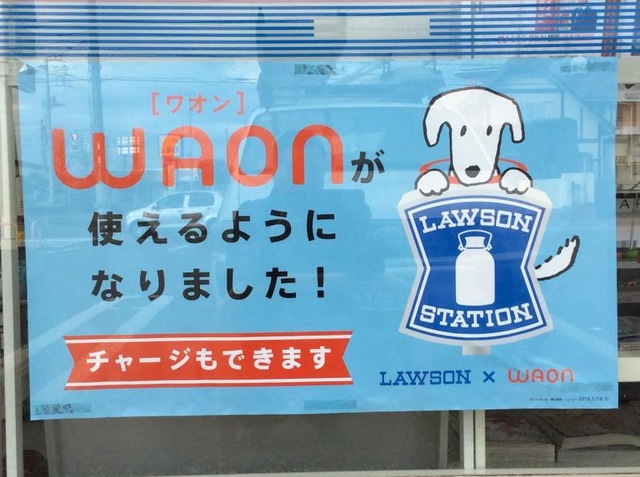 [ワオン]
WAONが
使えるように
なりました!
チャージもできます
LAWSON
STATION
LAWSON × WAON